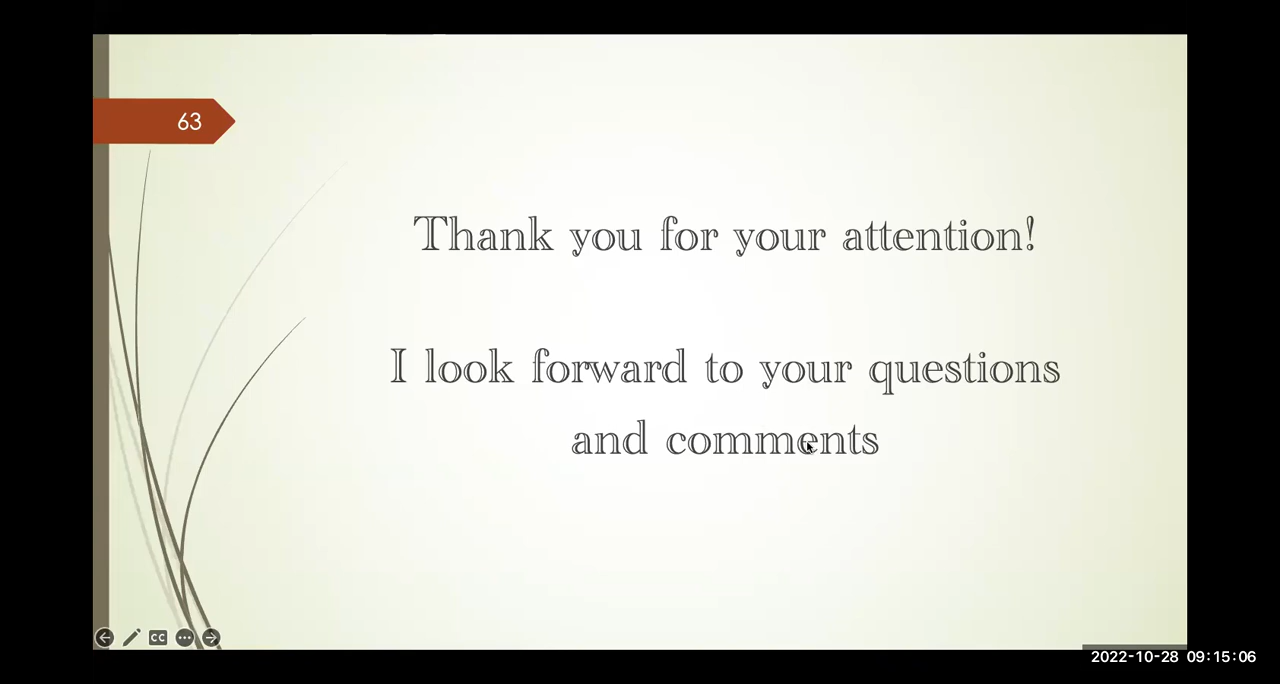 63
Thank you for your attention!
I look forward to your questions
and comments
CC
2022-10-28 09:15:06